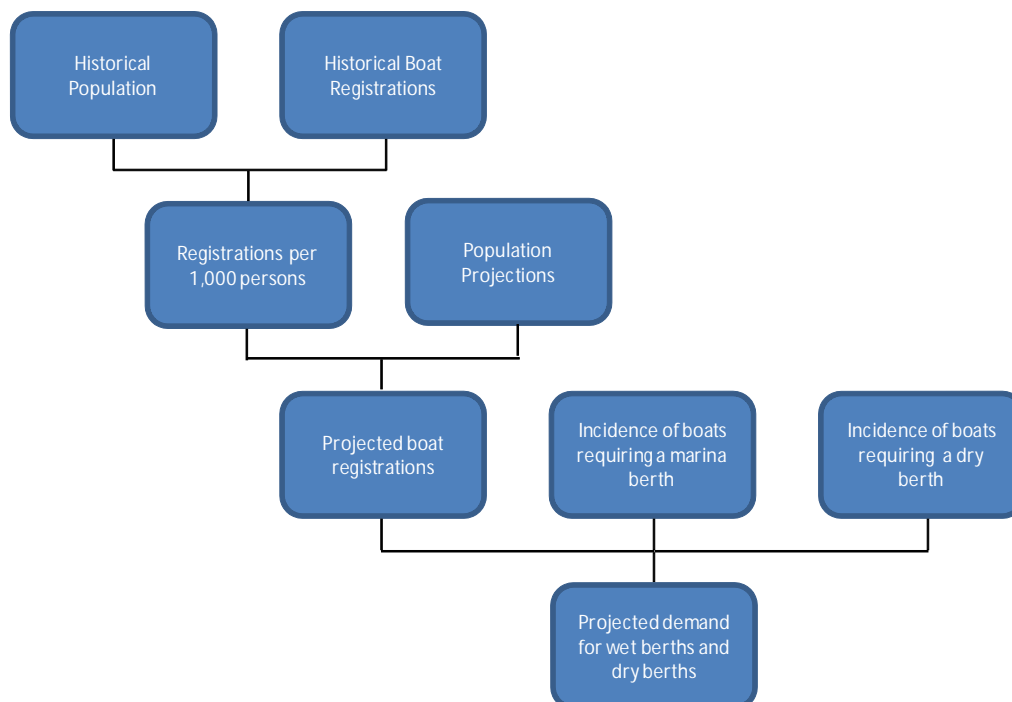 Historical
Population
Historical Boat
Registrations
Registrations per
1,000 persons
Population
Projections
Projected boat
registrations
Incidence of boats
requiring a marina
berth
Incidence of boats
requiring a dry
berth
Projected demand
for wet berths and
dry berths